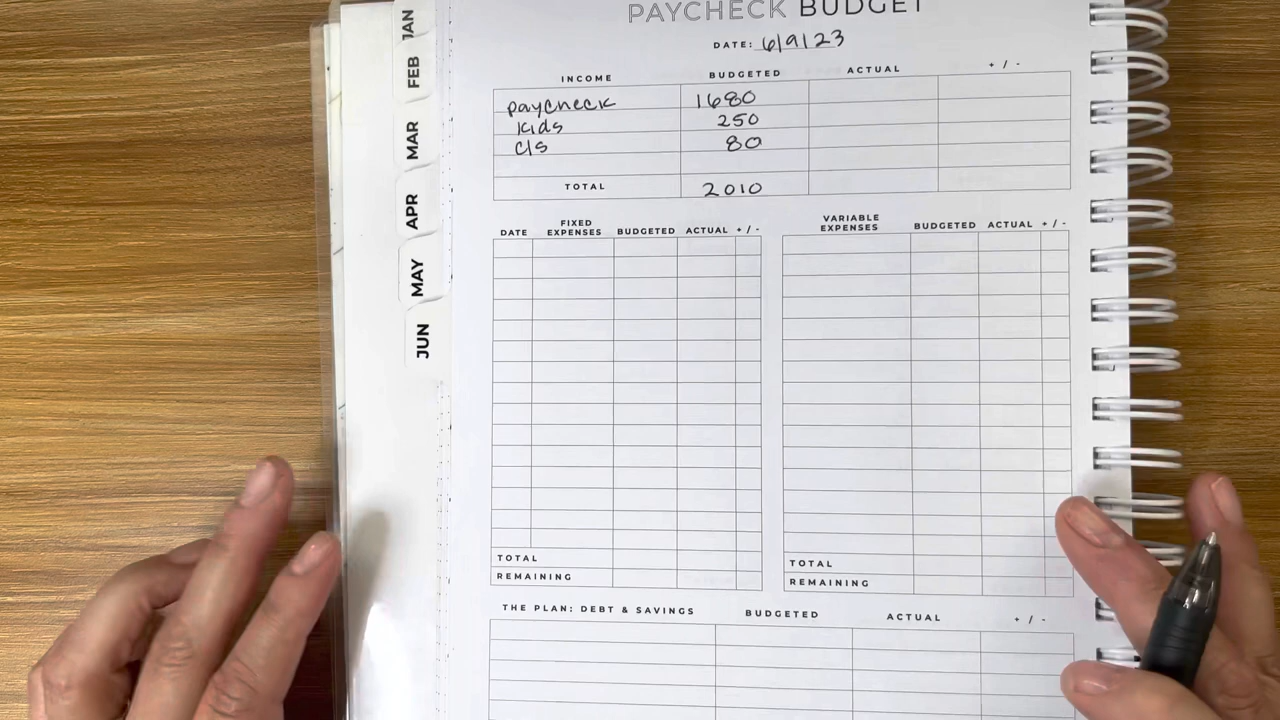 PAYCHECK BUDGET
DATE: 6/9/23
INCOME BUDGETED ACTUAL + / -
paycheck 1680
kids 250
c/s 80
TOTAL 2010
DATE FIXED EXPENSES BUDGETED ACTUAL + / -
VARIABLE EXPENSES BUDGETED ACTUAL + / -
TOTAL
REMAINING
TOTAL
REMAINING
THE PLAN: DEBT & SAVINGS BUDGETED ACTUAL + / -
JAN
FEB
MAR
APR
MAY
JUN